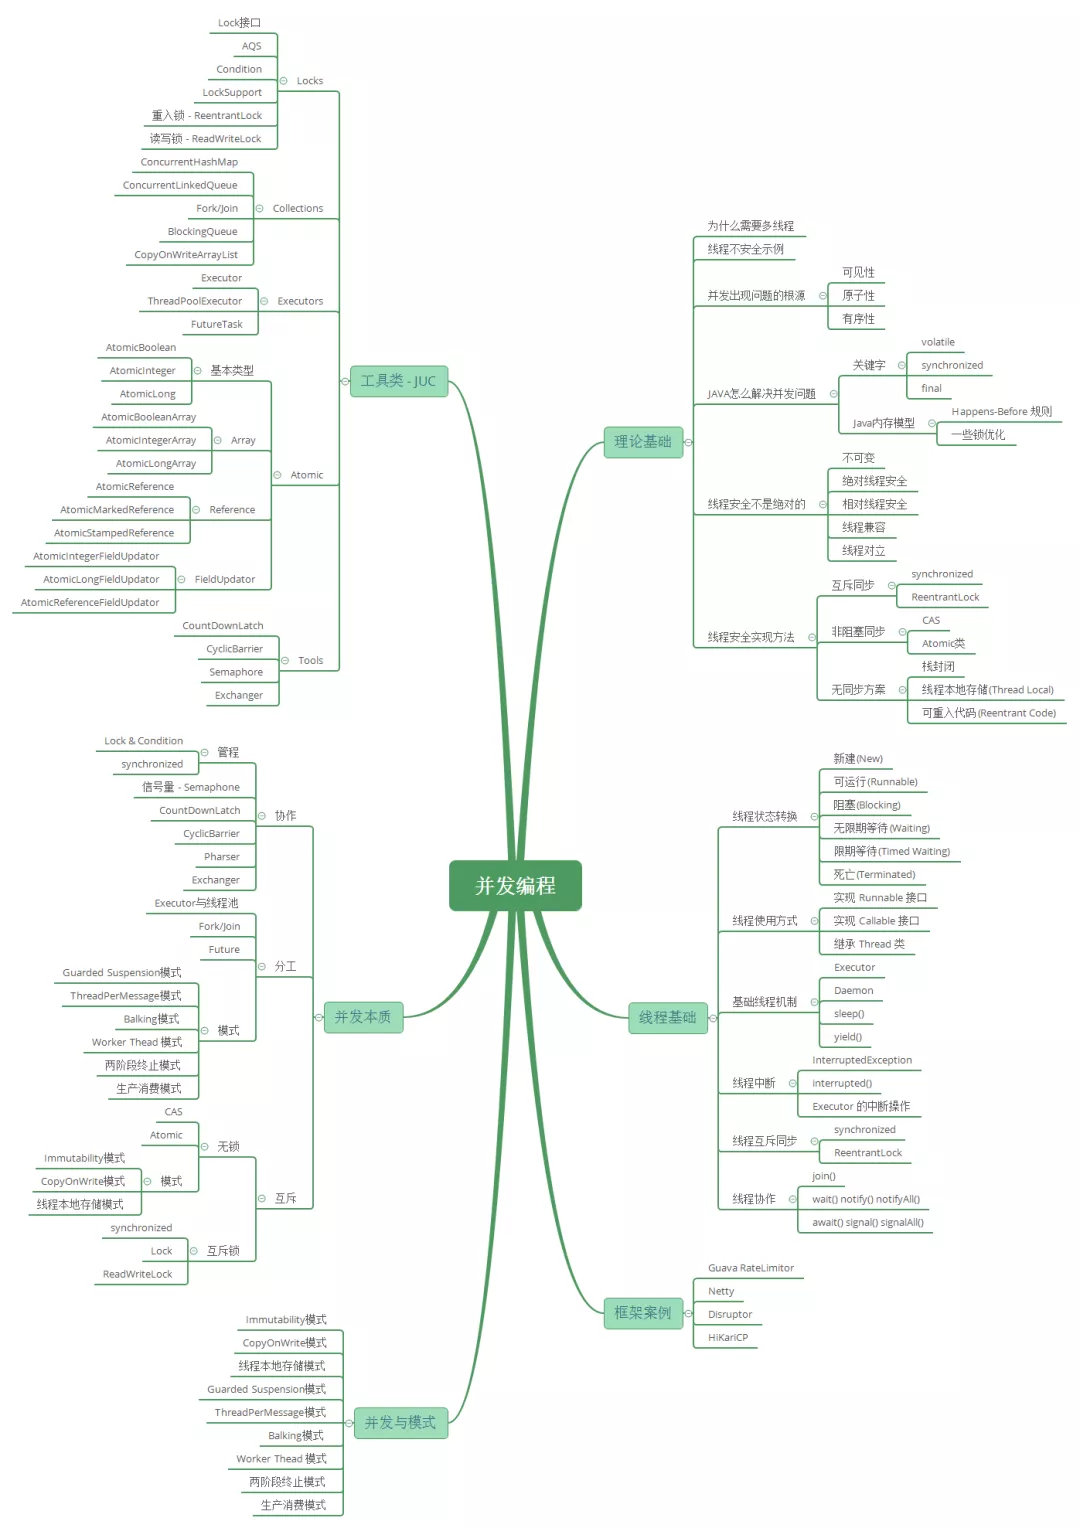 并发编程
理论基础
为什么需要多线程
线程不安全示例
并发出现问题的根源
可见性
原子性
有序性
JAVA怎么解决并发问题
关键字
volatile
synchronized
final
Java内存模型
Happens-Before 规则
一些锁优化
线程安全不是绝对的
不可变
绝对线程安全
相对线程安全
线程兼容
线程对立
线程安全实现方法
互斥同步
synchronized
ReentrantLock
非阻塞同步
CAS
Atomic类
无同步方案
栈封闭
线程本地存储(Thread Local)
可重入代码(Reentrant Code)
线程基础
线程状态转换
新建(New)
可运行(Runnable)
阻塞(Blocking)
无限期等待(Waiting)
限期等待(Timed Waiting)
死亡(Terminated)
线程使用方式
实现 Runnable 接口
实现 Callable 接口
继承 Thread 类
基础线程机制
Executor
Daemon
sleep()
yield()
线程中断
InterruptedException
interrupted()
Executor 的中断操作
线程互斥同步
synchronized
ReentrantLock
线程协作
join()
wait() notify() notifyAll()
await() signal() signalAll()
框架案例
Guava RateLimitor
Netty
Disruptor
HiKariCP
工具类 - JUC
Locks
Lock接口
AQS
Condition
LockSupport
重入锁 - ReentrantLock
读写锁 - ReadWriteLock
Collections
ConcurrentHashMap
ConcurrentLinkedQueue
Fork/Join
BlockingQueue
CopyOnWriteArrayList
Executors
Executor
ThreadPoolExecutor
FutureTask
Atomic
基本类型
AtomicBoolean
AtomicInteger
AtomicLong
Array
AtomicBooleanArray
AtomicIntegerArray
AtomicLongArray
Reference
AtomicReference
AtomicMarkedReference
AtomicStampedReference
FieldUpdator
AtomicIntegerFieldUpdator
AtomicLongFieldUpdator
AtomicReferenceFieldUpdator
Tools
CountDownLatch
CyclicBarrier
Semaphore
Exchanger
并发本质
协作
管程
Lock & Condition
synchronized
信号量 - Semaphone
CountDownLatch
CyclicBarrier
Pharser
Exchanger
分工
Executor与线程池
Fork/Join
Future
模式
Guarded Suspension模式
ThreadPerMessage模式
Balking模式
Worker Thead 模式
两阶段终止模式
生产消费模式
互斥
无锁
CAS
Atomic
模式
Immutability模式
CopyOnWrite模式
线程本地存储模式
互斥锁
synchronized
Lock
ReadWriteLock
并发与模式
Immutability模式
CopyOnWrite模式
线程本地存储模式
Guarded Suspension模式
ThreadPerMessage模式
Balking模式
Worker Thead 模式
两阶段终止模式
生产消费模式